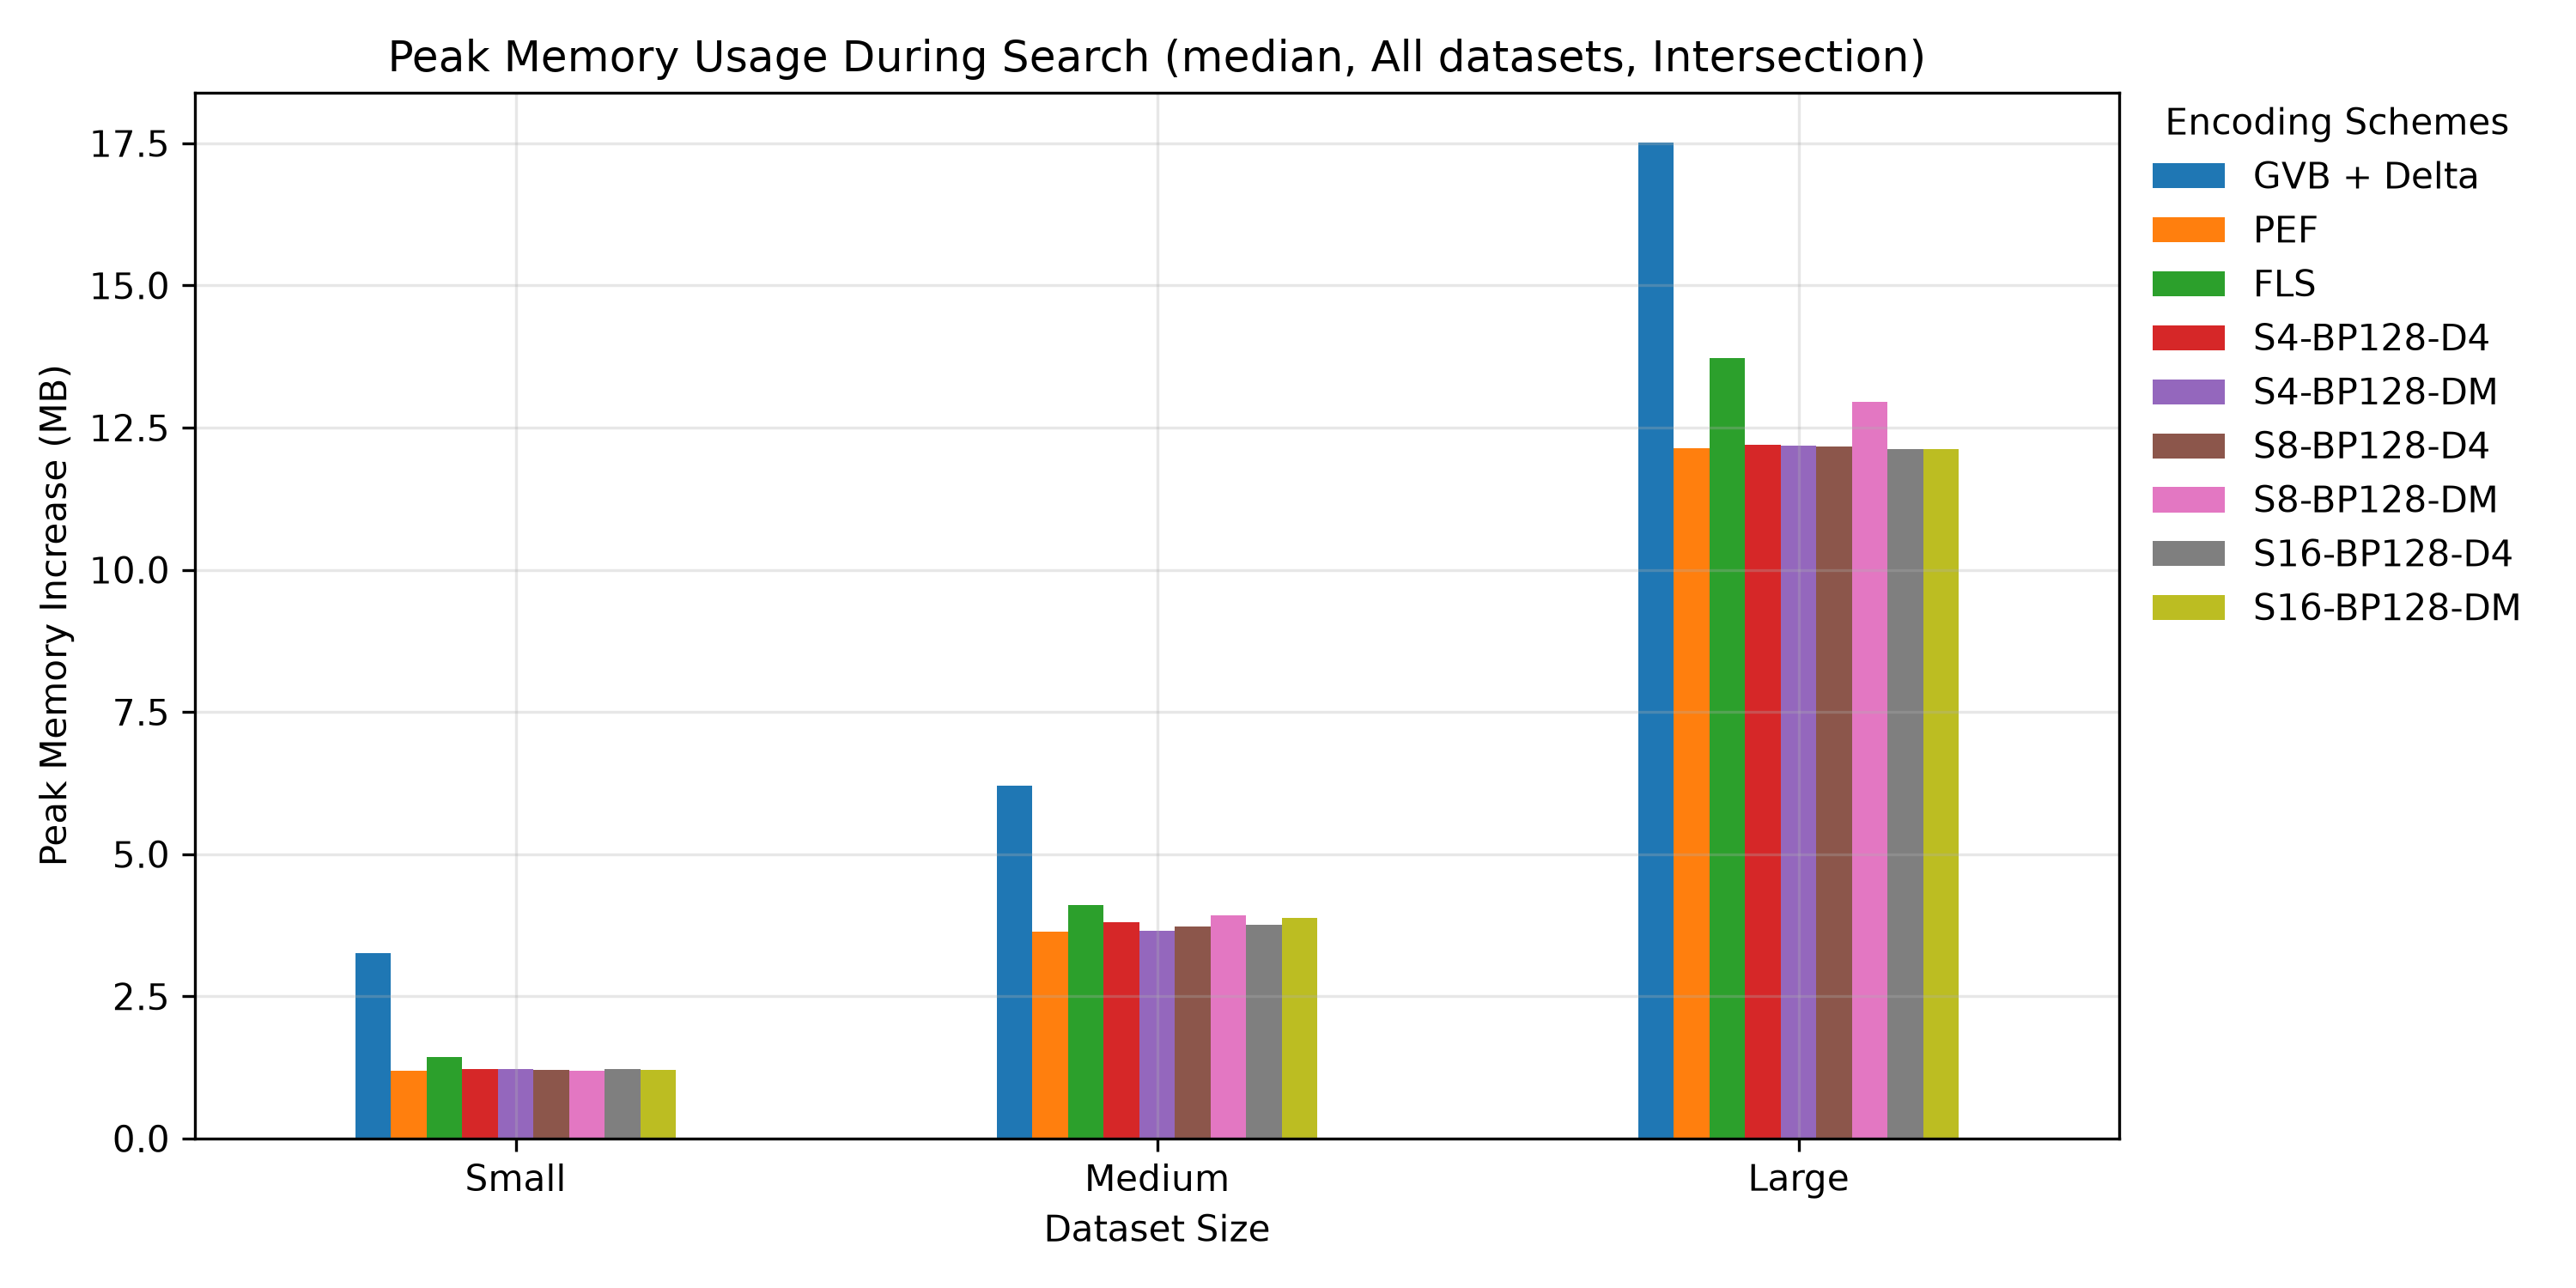 Peak Memory Usage During Search (median, All datasets, Intersection)
Peak Memory Increase (MB)
17.5
15.0
12.5
10.0
7.5
5.0
2.5
0.0
Small
Medium
Large
Dataset Size
Encoding Schemes
GVB + Delta
PEF
FLS
S4-BP128-D4
S4-BP128-DM
S8-BP128-D4
S8-BP128-DM
S16-BP128-D4
S16-BP128-DM